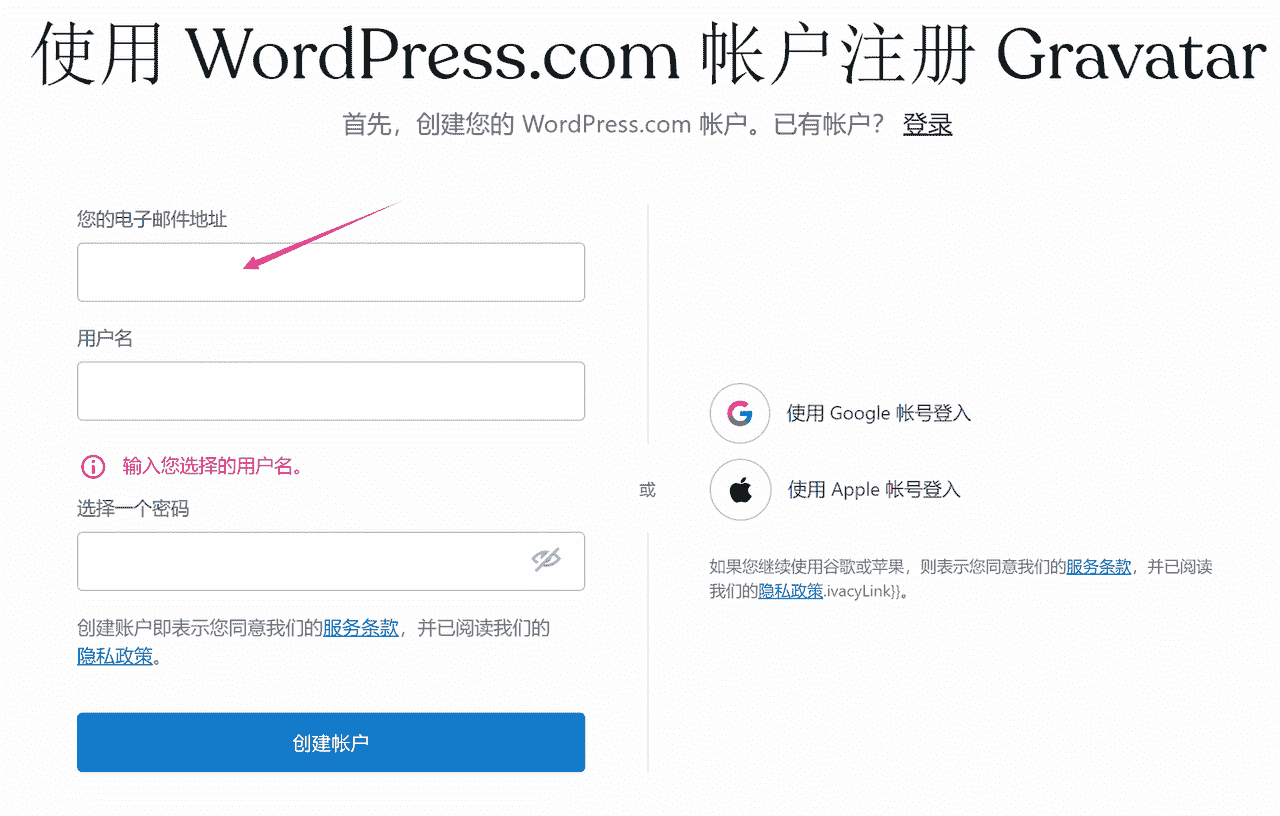 使用 WordPress.com 帐户注册 Gravatar
首先，创建您的 WordPress.com 帐户。已有帐户？ 登录
您的电子邮件地址
用户名
输入您选择的用户名。
选择一个密码
创建账户即表示您同意我们的服务条款，并已阅读我们的
隐私政策。
创建帐户
或
使用 Google 帐号登入
使用 Apple 帐号登入
如果您继续使用谷歌或苹果，则表示您同意我们的服务条款，并已阅读
我们的隐私政策.ivacyLink}}。